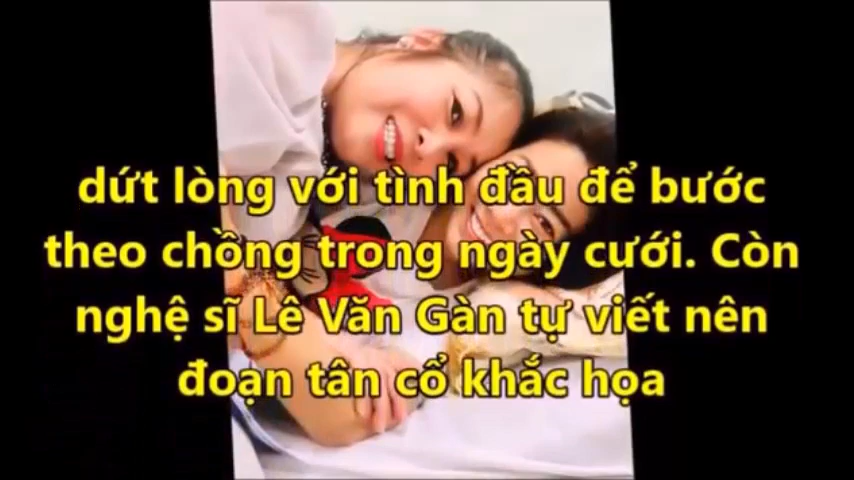 dứt lòng với tình đầu để bước
theo chồng trong ngày cưới. Còn
nghệ sĩ Lê Văn Gàn tự viết nên
đoạn tân cổ khắc họa